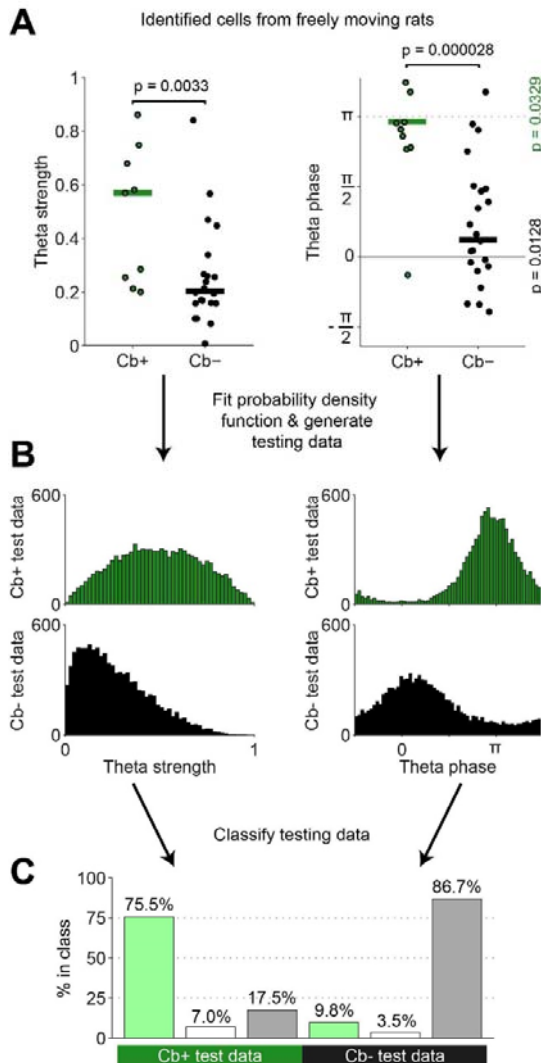 A
Identified cells from freely moving rats
p = 0.0033
p = 0.000028
Theta strength
1
0.8
0.6
0.4
0.2
0
Cb+
Cb−
Theta phase
π
π
2
0
- π
2
Cb+
Cb−
p = 0.0329
p = 0.0128
Fit probability density
function & generate
testing data
B
Cb+ test data
600
0
Cb+ test data
600
0
Cb- test data
600
0
0
1
Theta strength
Cb- test data
600
0
0
π
Theta phase
Classify testing data
C
% in class
100
75
50
25
0
75.5%
7.0%
17.5%
9.8%
3.5%
86.7%
Cb+ test data
Cb- test data